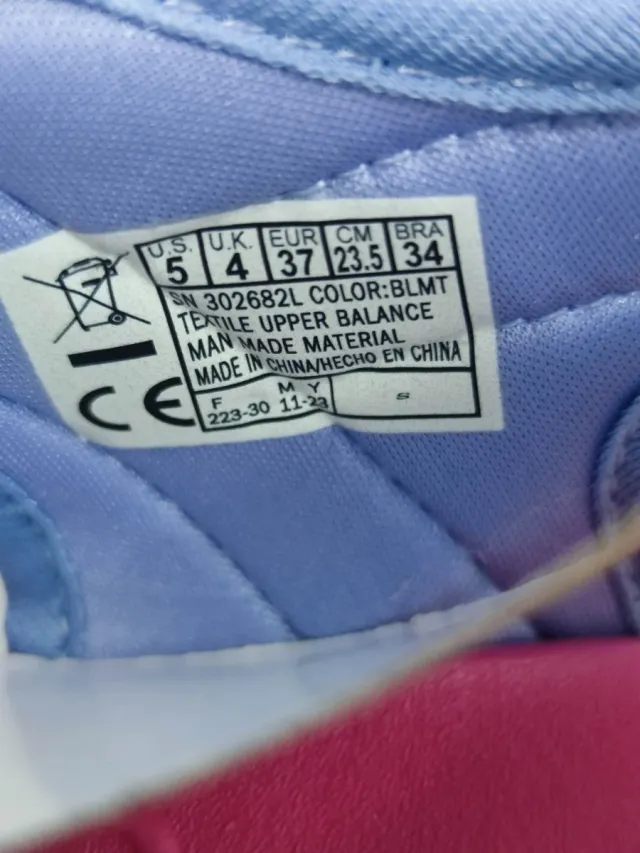 U.S. U.K. EUR CM BRA
5 4 37 23.5 34
SN 302682L COLOR:BLMT
TEXTILE UPPER BALANCE
MAN MADE MATERIAL
MADE IN CHINA/HECHO EN CHINA
F M Y
223-30 11-23 S
CE